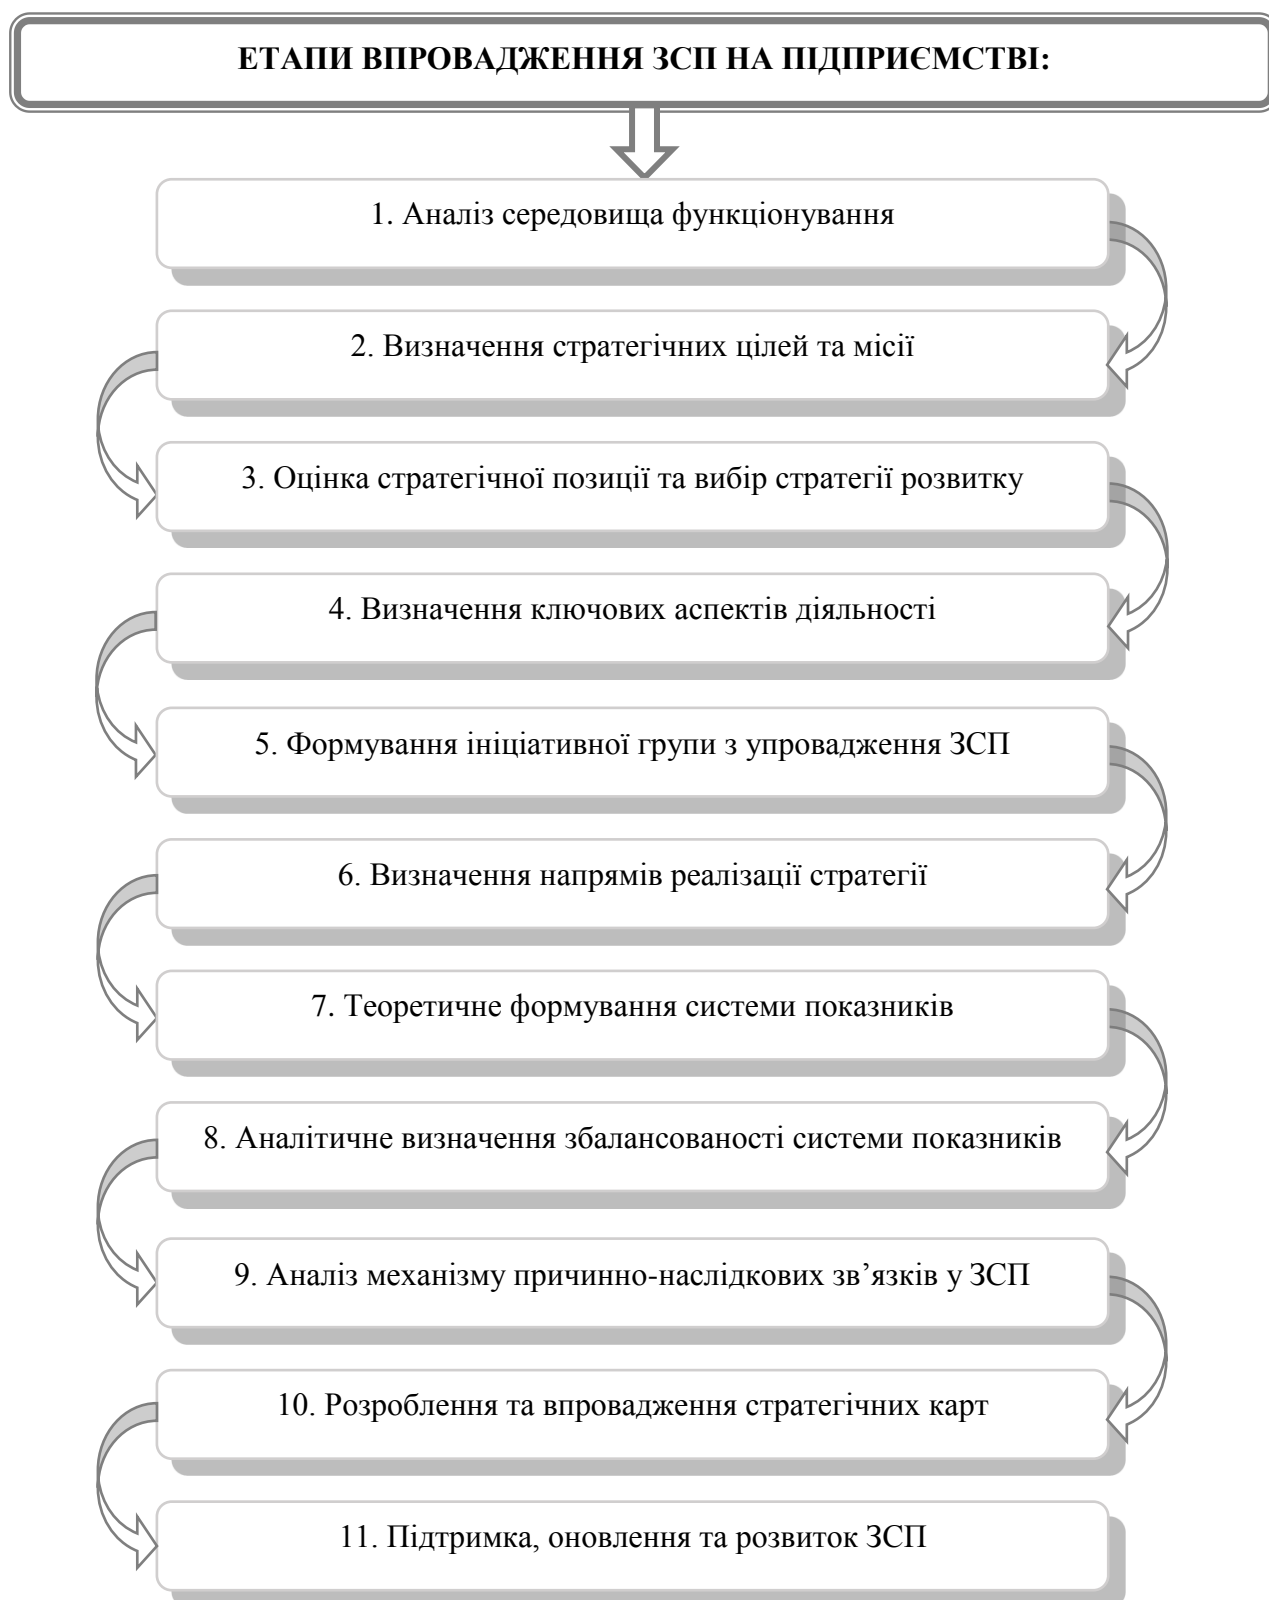 ЕТАПИ ВПРОВАДЖЕННЯ ЗСП НА ПІДПРИЄМСТВІ:
1. Аналіз середовища функціонування
2. Визначення стратегічних цілей та місії
3. Оцінка стратегічної позиції та вибір стратегії розвитку
4. Визначення ключових аспектів діяльності
5. Формування ініціативної групи з упровадження ЗСП
6. Визначення напрямів реалізації стратегії
7. Теоретичне формування системи показників
8. Аналітичне визначення збалансованості системи показників
9. Аналіз механізму причинно-наслідкових зв’язків у ЗСП
10. Розроблення та впровадження стратегічних карт
11. Підтримка, оновлення та розвиток ЗСП